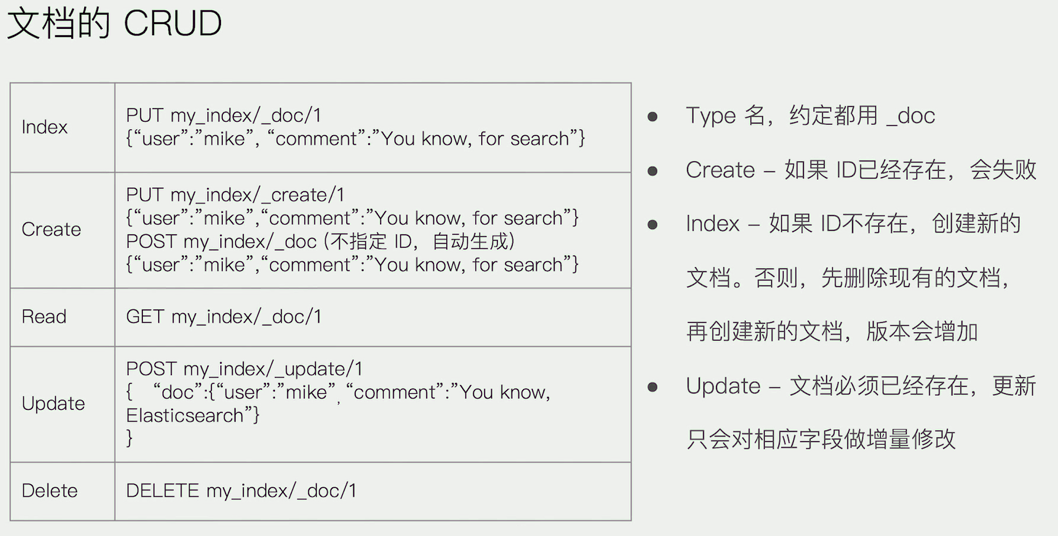 文档的 CRUD
Index
PUT my_index/_doc/1
{“user”:”mike”, “comment”:”You know, for search”}
Create
PUT my_index/_create/1
{“user”:”mike”,“comment”:”You know, for search”}
POST my_index/_doc (不指定 ID，自动生成)
{“user”:”mike”,“comment”:”You know, for search”}
Read
GET my_index/_doc/1
Update
POST my_index/_update/1
{ “doc”:{“user”:”mike”, “comment”:”You know,
Elasticsearch”}
}
Delete
DELETE my_index/_doc/1
● Type 名，约定都用 _doc
● Create – 如果 ID已经存在，会失败
● Index – 如果 ID不存在，创建新的
文档。否则，先删除现有的文档，
再创建新的文档，版本会增加
● Update – 文档必须已经存在，更新
只会对相应字段做增量修改